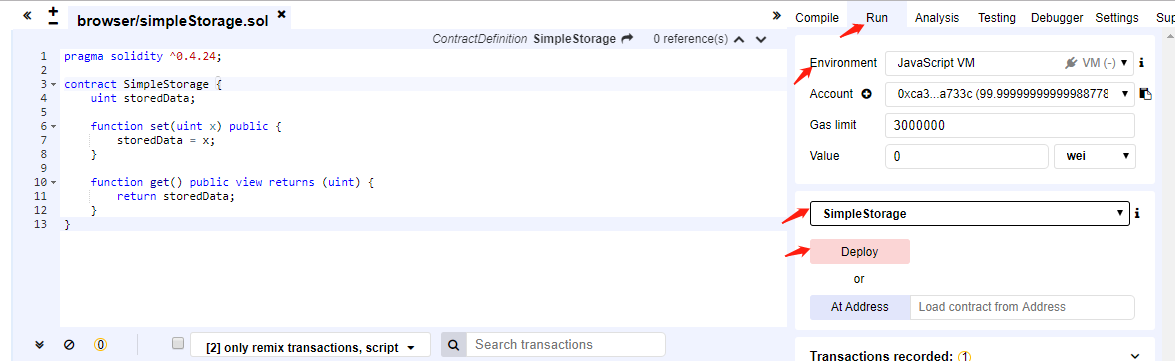 browser/simpleStorage.sol
ContractDefinition SimpleStorage 0 reference(s)
1 pragma solidity ^0.4.24;
2
3 contract SimpleStorage {
4 uint storedData;
5
6 function set(uint x) public {
7 storedData = x;
8 }
9
10 function get() public view returns (uint) {
11 return storedData;
12 }
13 }
0 [2] only remix transactions, script Search transactions
Compile Run Analysis Testing Debugger Settings Sup
Environment JavaScript VM VM (-)
Account 0xca3...a733c (99.99999999999988778
Gas limit 3000000
Value 0 wei
SimpleStorage
Deploy
or
At Address Load contract from Address
Transactions recorded: 1